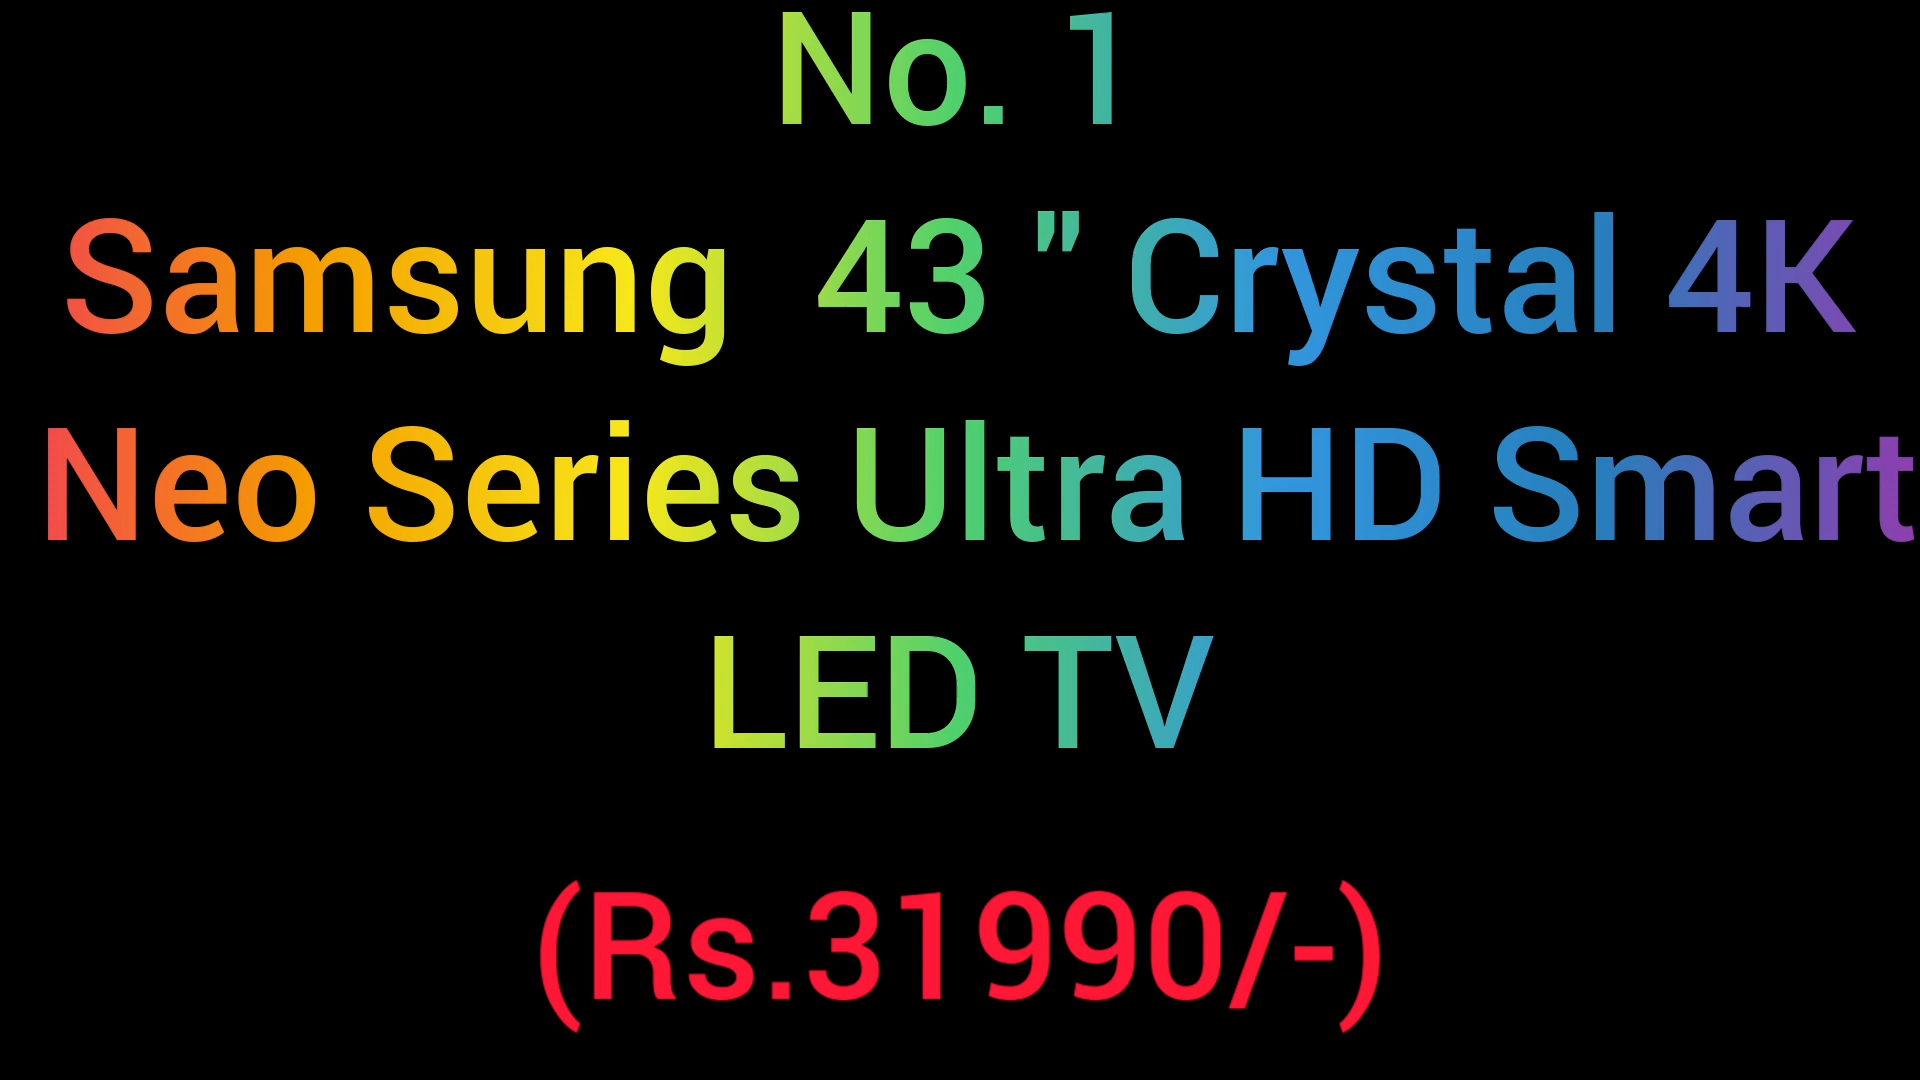 No. 1
Samsung  43 " Crystal 4K
Neo Series Ultra HD Smart
LED TV
(Rs.31990/-)